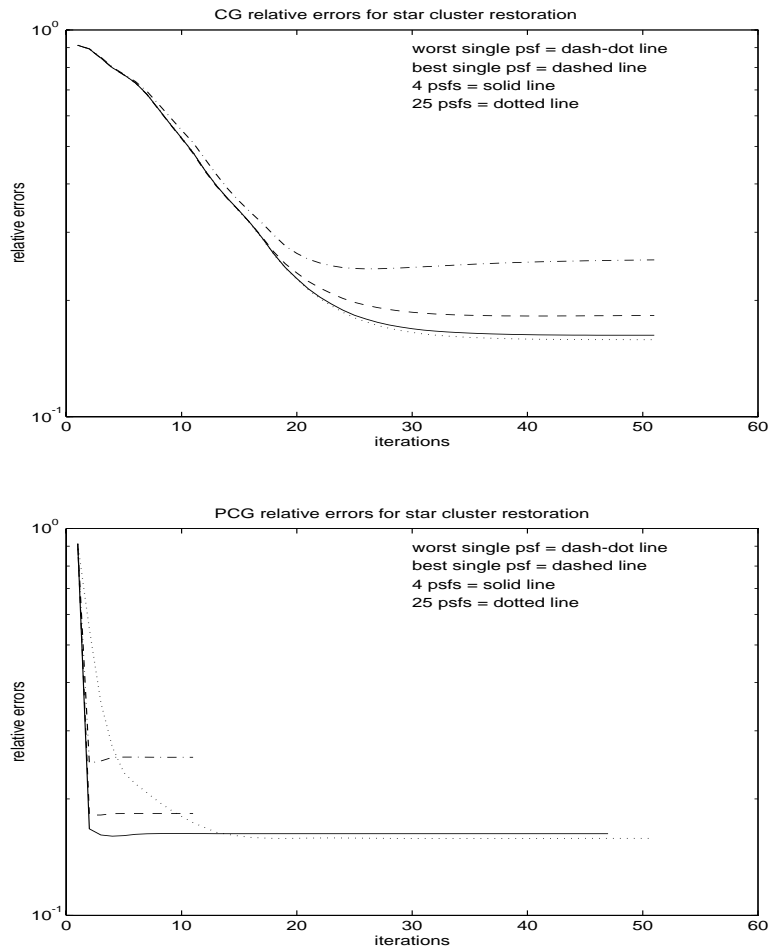 CG relative errors for star cluster restoration
10^0
worst single psf = dash-dot line
best single psf = dashed line
4 psfs = solid line
25 psfs = dotted line
relative errors
10^-1
0 10 20 30 40 50 60
iterations
PCG relative errors for star cluster restoration
10^0
worst single psf = dash-dot line
best single psf = dashed line
4 psfs = solid line
25 psfs = dotted line
relative errors
10^-1
0 10 20 30 40 50 60
iterations